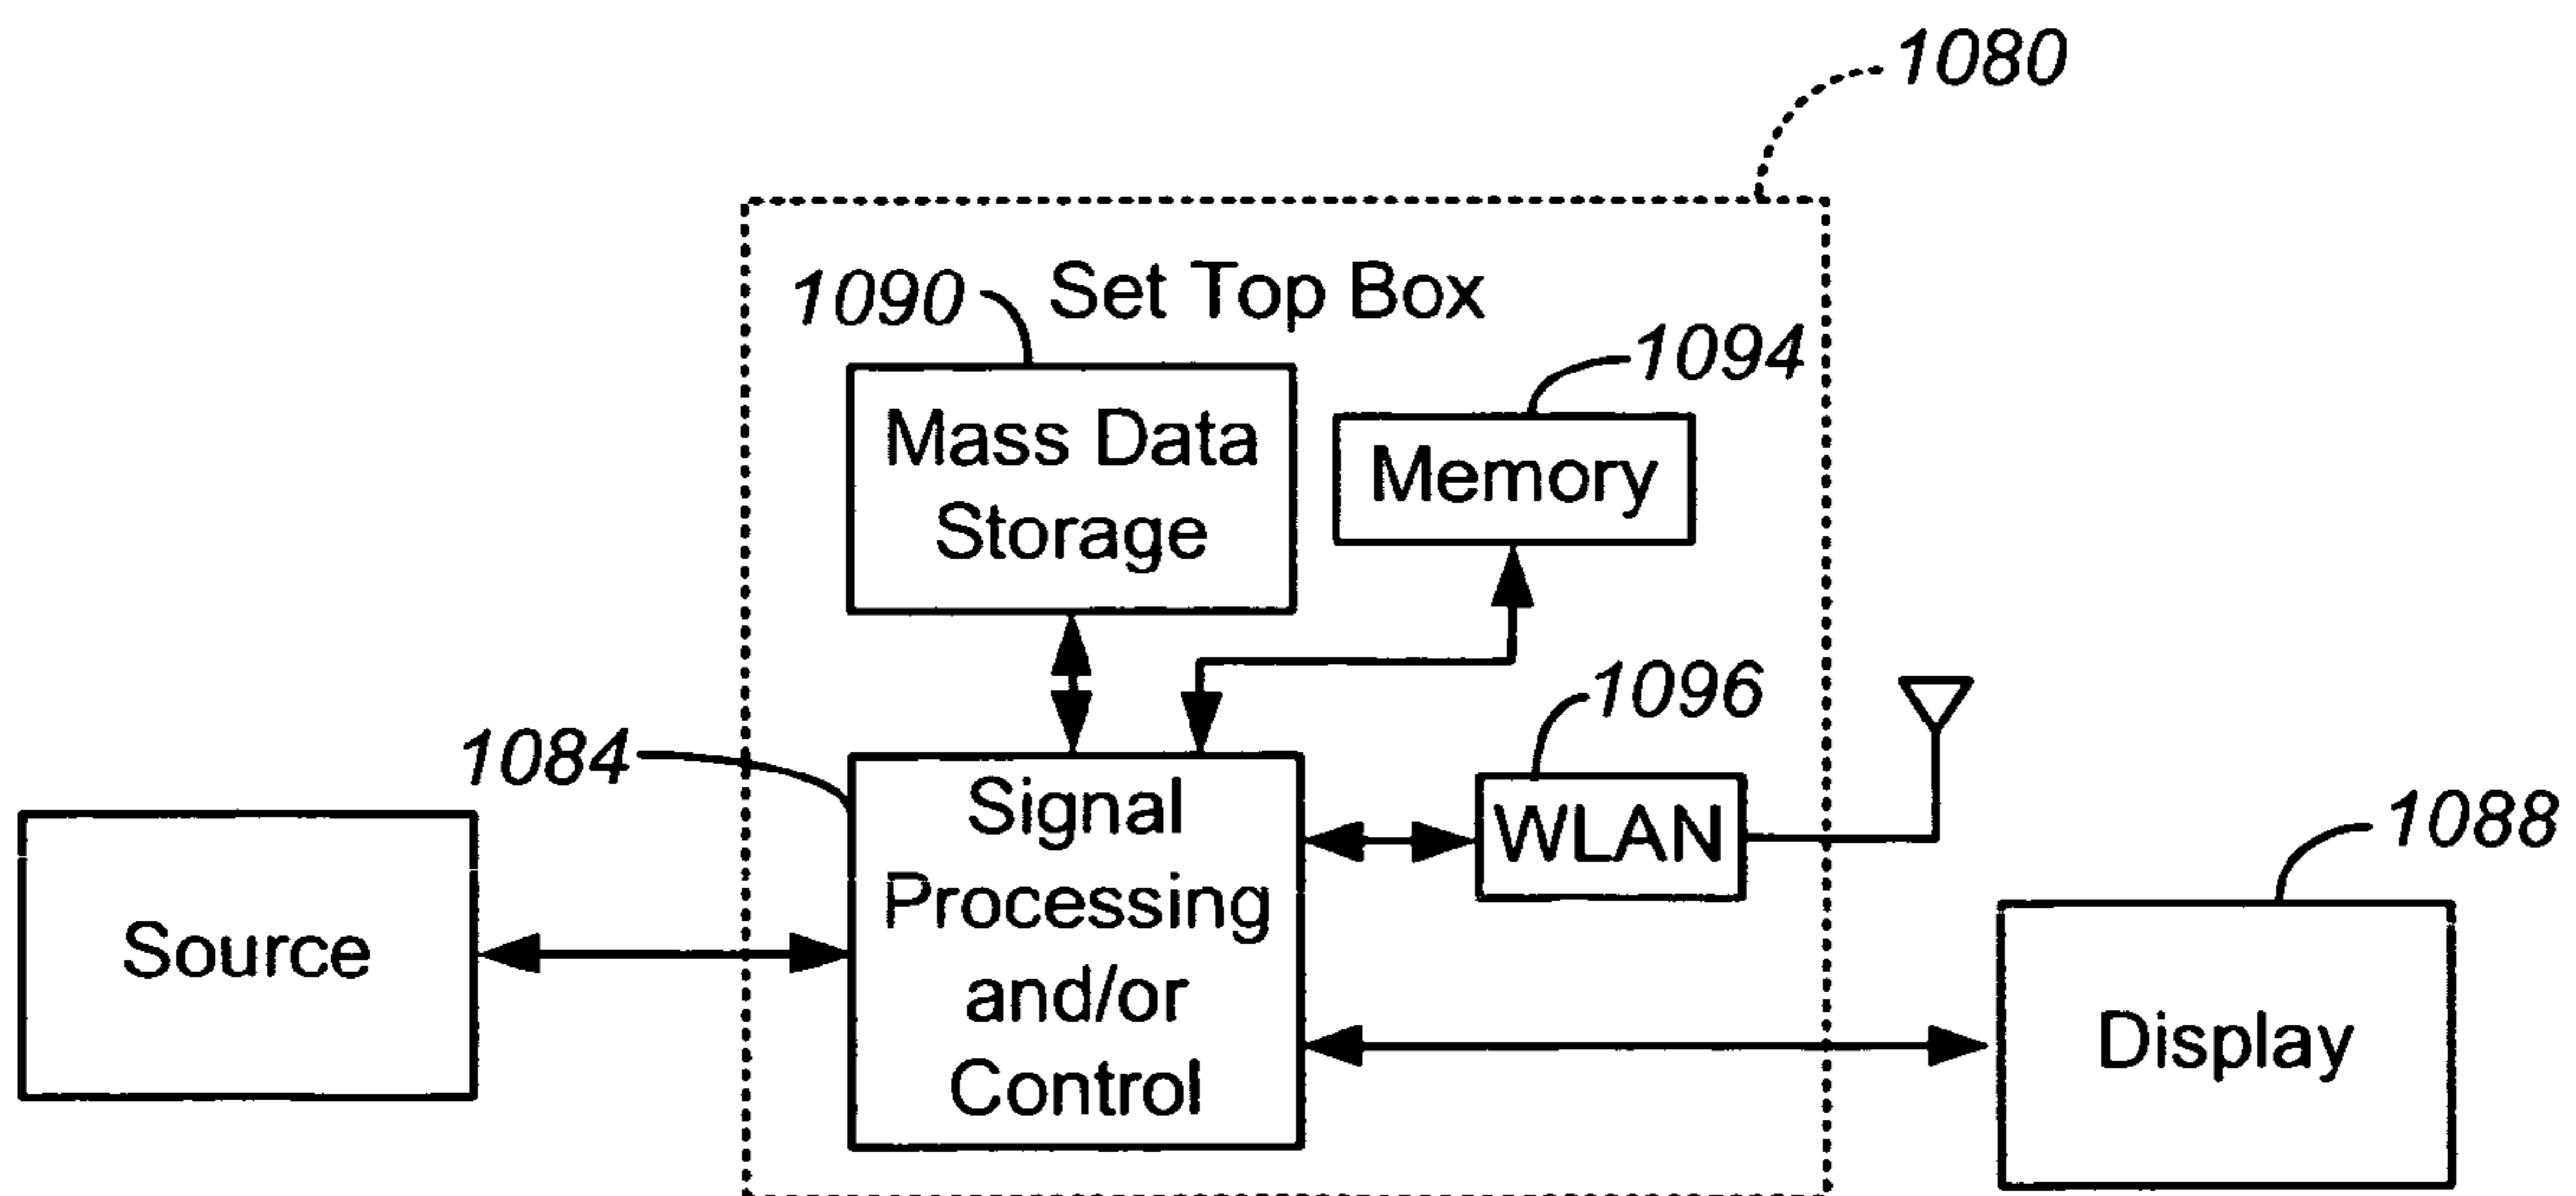 1080
1090
Set Top Box
1094
Mass Data
Storage
Memory
1096
1084
Signal
Processing
and/or
Control
WLAN
1088
Source
Display